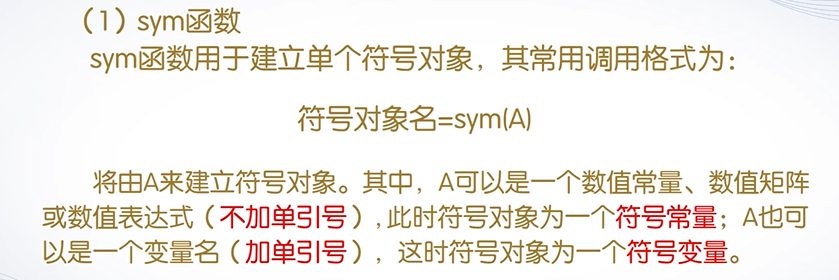 （1）sym函数
sym函数用于建立单个符号对象，其常用调用格式为：
符号对象名=sym(A)
将由A来建立符号对象。其中，A可以是一个数值常量、数值矩阵
或数值表达式（不加单引号）,此时符号对象为一个符号常量；A也可
以是一个变量名（加单引号），这时符号对象为一个符号变量。